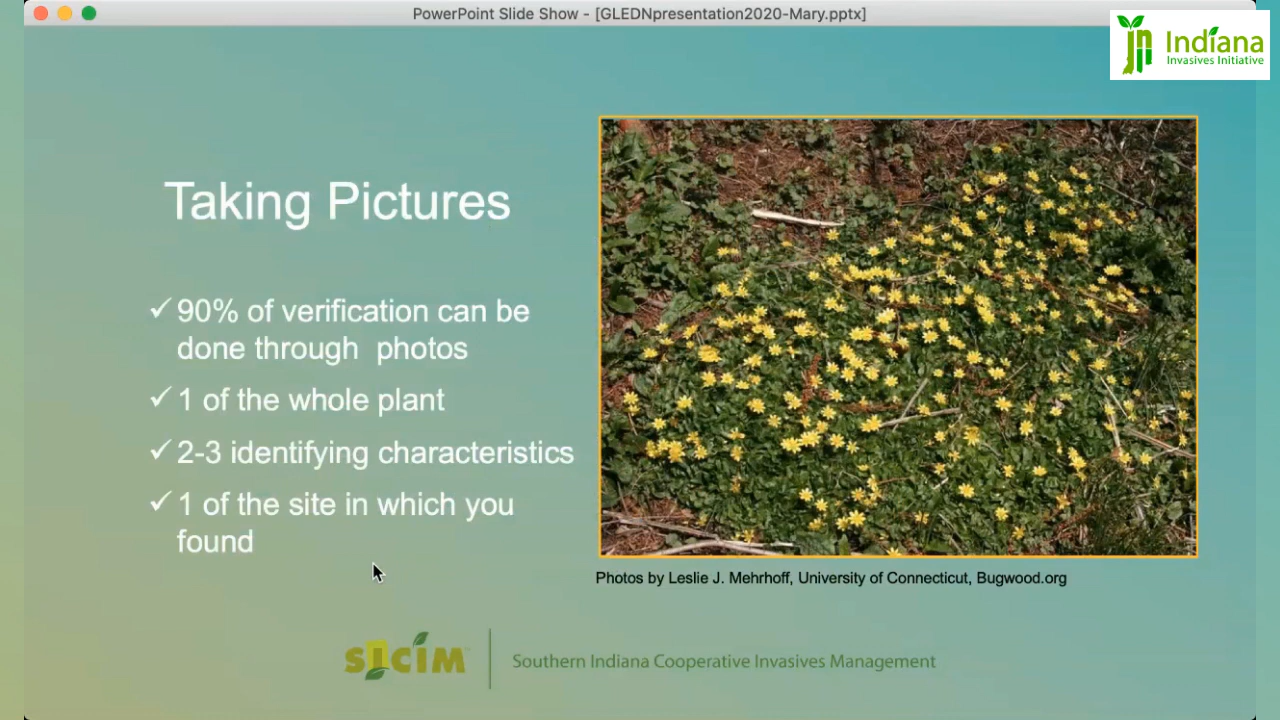 PowerPoint Slide Show - [GLEDNpresentation2020-Mary.pptx]
Indiana
Invasives Initiative
Taking Pictures
✓ 90% of verification can be
done through  photos
✓ 1 of the whole plant
✓ 2-3 identifying characteristics
✓ 1 of the site in which you
found
Photos by Leslie J. Mehrhoff, University of Connecticut, Bugwood.org
SICIM
Southern Indiana Cooperative Invasives Management